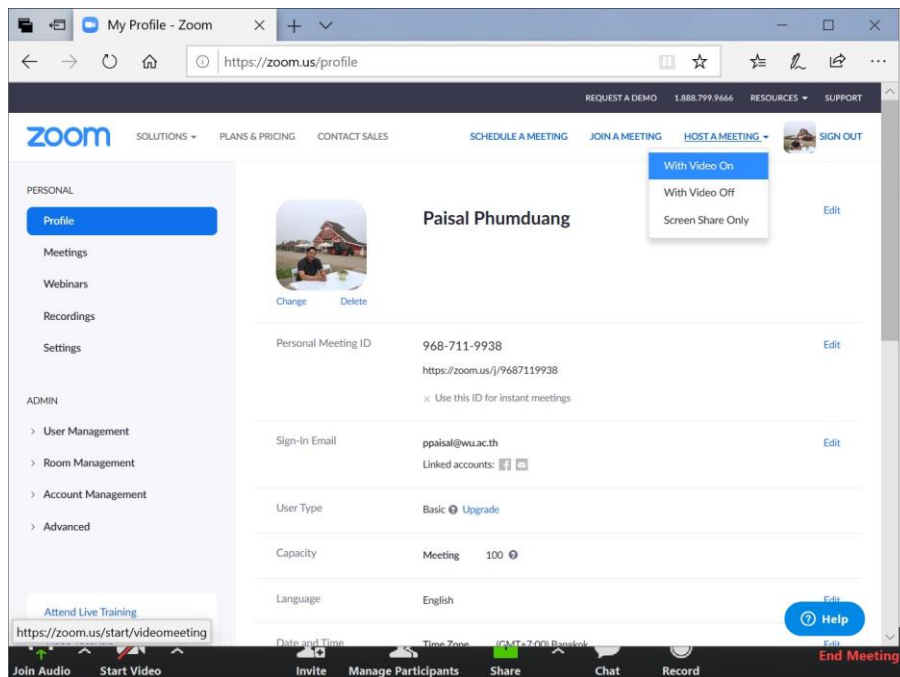 My Profile - Zoom
https://zoom.us/profile
REQUEST A DEMO 1.888.799.9666 RESOURCES SUPPORT
zoom SOLUTIONS PLANS & PRICING CONTACT SALES SCHEDULE A MEETING JOIN A MEETING HOST A MEETING SIGN OUT
With Video On
With Video Off
Screen Share Only
PERSONAL
Profile
Meetings
Webinars
Recordings
Settings
ADMIN
User Management
Room Management
Account Management
Advanced
Attend Live Training
https://zoom.us/start/videomeeting
Paisal Phumduang Edit
Change Delete
Personal Meeting ID 968-711-9938 Edit
https://zoom.us/j/9687119938
× Use this ID for instant meetings
Sign-In Email ppaisal@wu.ac.th Edit
Linked accounts:
User Type Basic Upgrade
Capacity Meeting 100
Language English Edit
Date and Time Time Zone (GMT+7:00) Bangkok Edit
Help
Join Audio Start Video Invite Manage Participants Share Chat Record End Meeting